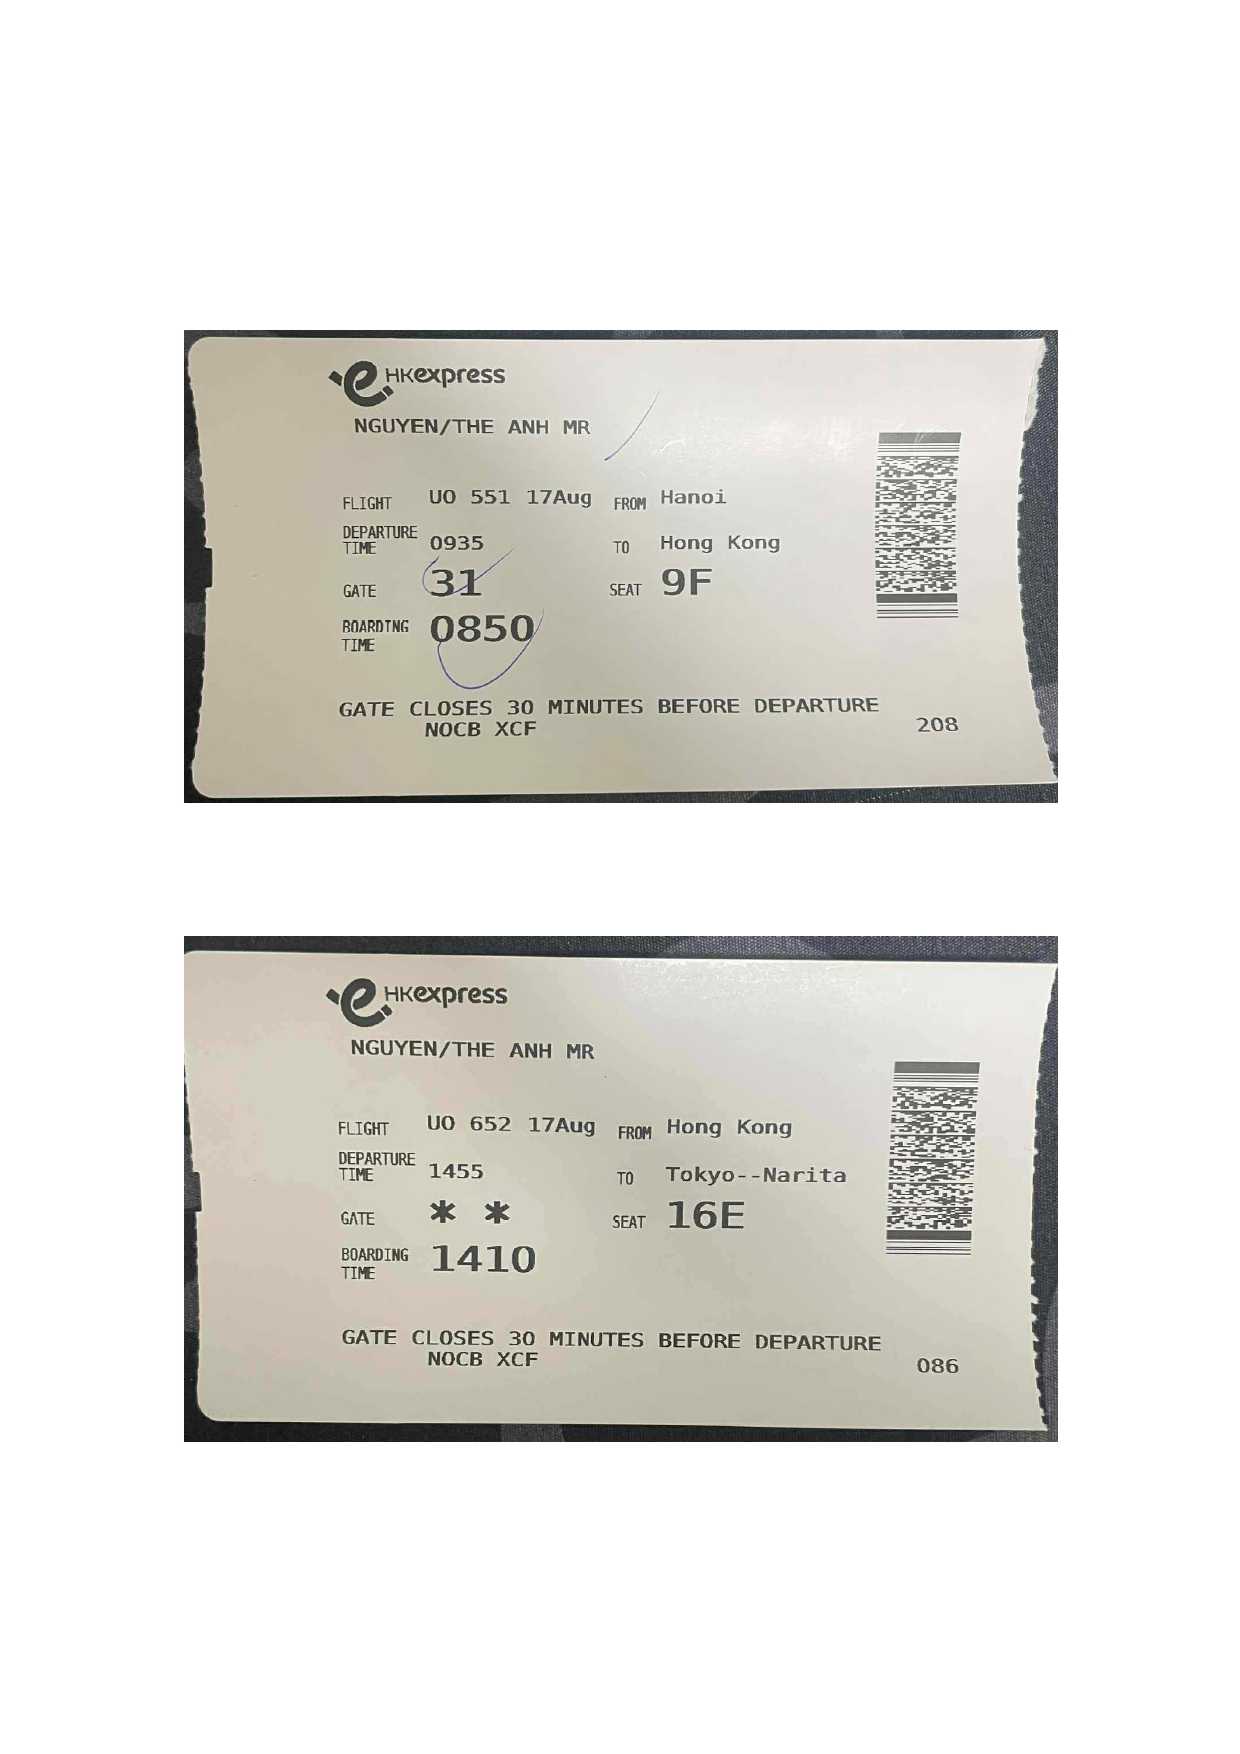 HKexpress
NGUYEN/THE ANH MR
FLIGHT UO 551 17Aug FROM Hanoi
DEPARTURE TIME 0935 TO Hong Kong
GATE 31 SEAT 9F
BOARDING TIME 0850
GATE CLOSES 30 MINUTES BEFORE DEPARTURE
NOCB XCF 208
HKexpress
NGUYEN/THE ANH MR
FLIGHT UO 652 17Aug FROM Hong Kong
DEPARTURE TIME 1455 TO Tokyo--Narita
GATE * * SEAT 16E
BOARDING TIME 1410
GATE CLOSES 30 MINUTES BEFORE DEPARTURE
NOCB XCF 086